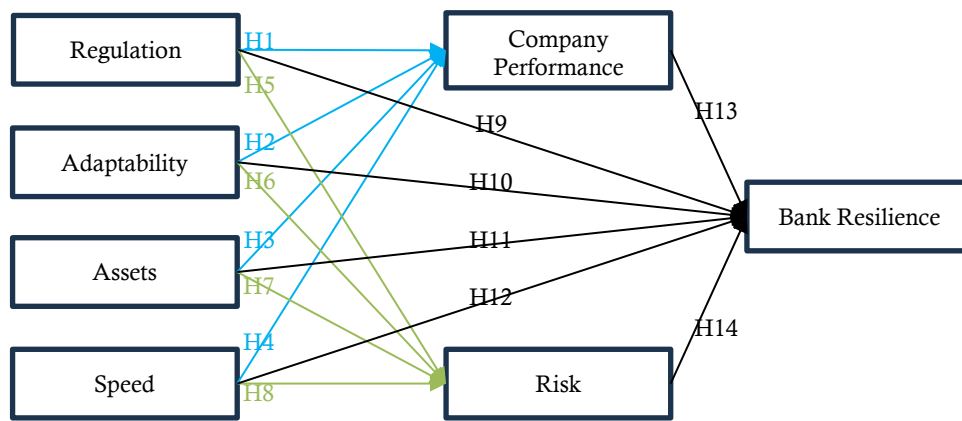 Regulation
H1
Company
Performance
H5
H13
H9
Adaptability
H2
H6
H10
Bank Resilience
Assets
H3
H11
H7
H12
H4
H14
Speed
H8
Risk